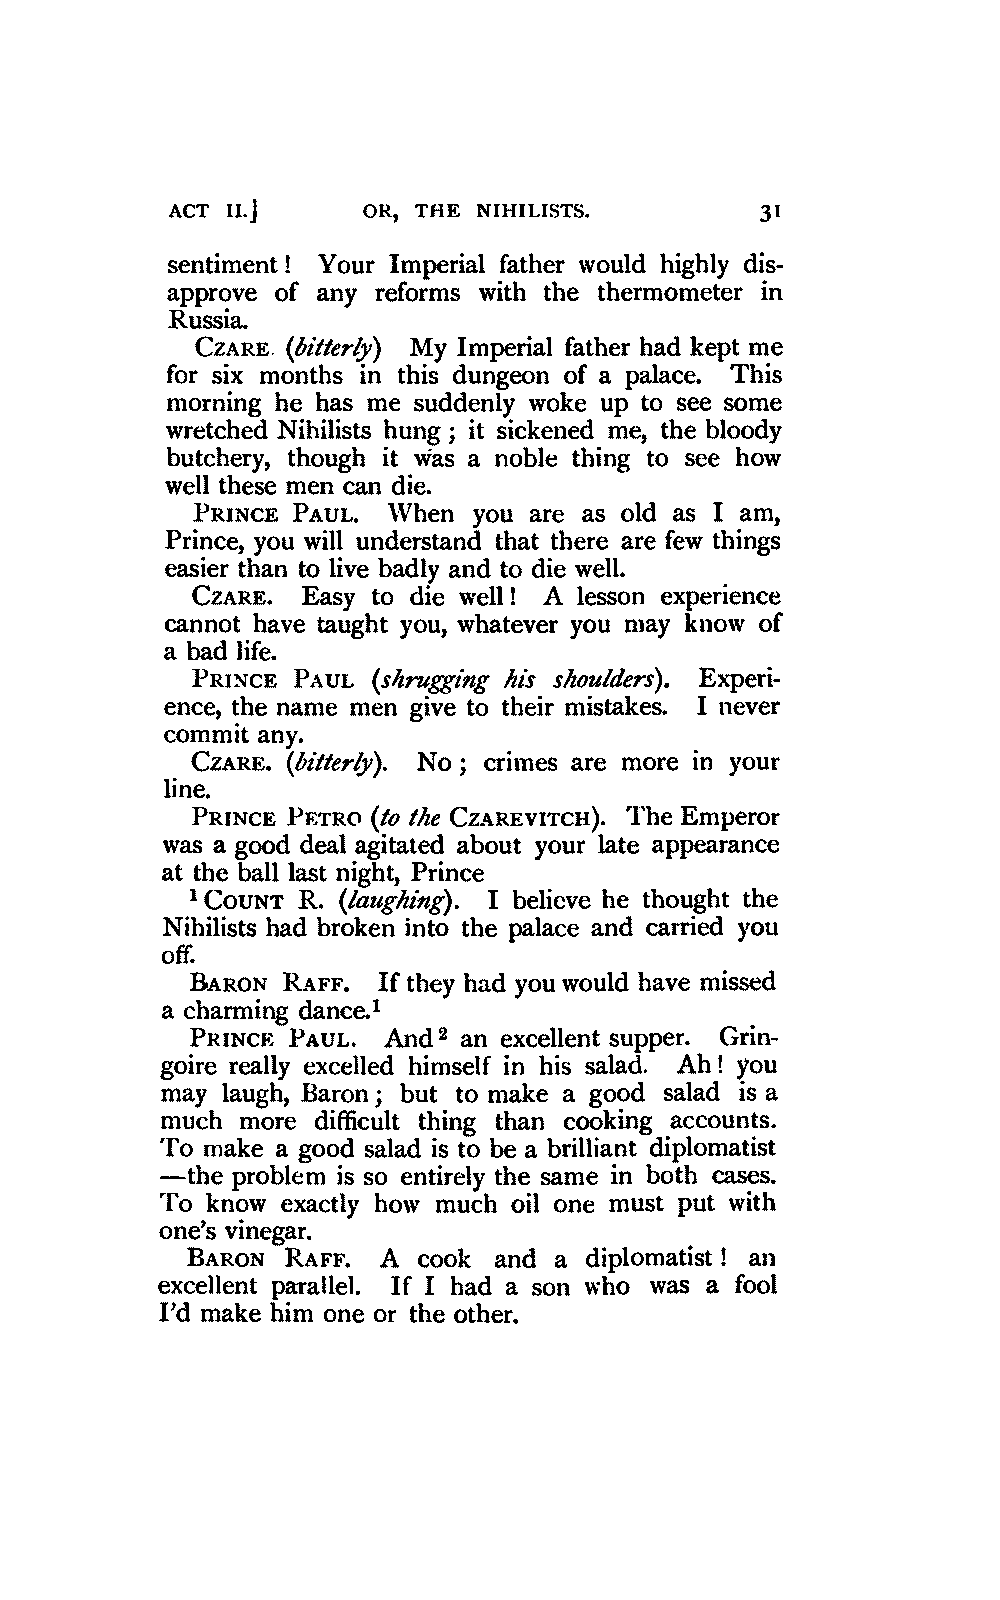 ACT II.] OR, THE NIHILISTS. 31
sentiment! Your Imperial father would highly dis-
approve of any reforms with the thermometer in
Russia.
CZARE. (bitterly) My Imperial father had kept me
for six months in this dungeon of a palace. This
morning he has me suddenly woke up to see some
wretched Nihilists hung; it sickened me, the bloody
butchery, though it was a noble thing to see how
well these men can die.
PRINCE PAUL. When you are as old as I am,
Prince, you will understand that there are few things
easier than to live badly and to die well.
CZARE. Easy to die well! A lesson experience
cannot have taught you, whatever you may know of
a bad life.
PRINCE PAUL (shrugging his shoulders). Experi-
ence, the name men give to their mistakes. I never
commit any.
CZARE. (bitterly). No; crimes are more in your
line.
PRINCE PETRO (to the CZAREVITCH). The Emperor
was a good deal agitated about your late appearance
at the ball last night, Prince
¹ COUNT R. (laughing). I believe he thought the
Nihilists had broken into the palace and carried you
off.
BARON RAFF. If they had you would have missed
a charming dance.¹
PRINCE PAUL. And² an excellent supper. Grin-
goire really excelled himself in his salad. Ah! you
may laugh, Baron; but to make a good salad is a
much more difficult thing than cooking accounts.
To make a good salad is to be a brilliant diplomatist
—the problem is so entirely the same in both cases.
To know exactly how much oil one must put with
one's vinegar.
BARON RAFF. A cook and a diplomatist! an
excellent parallel. If I had a son who was a fool
I'd make him one or the other.